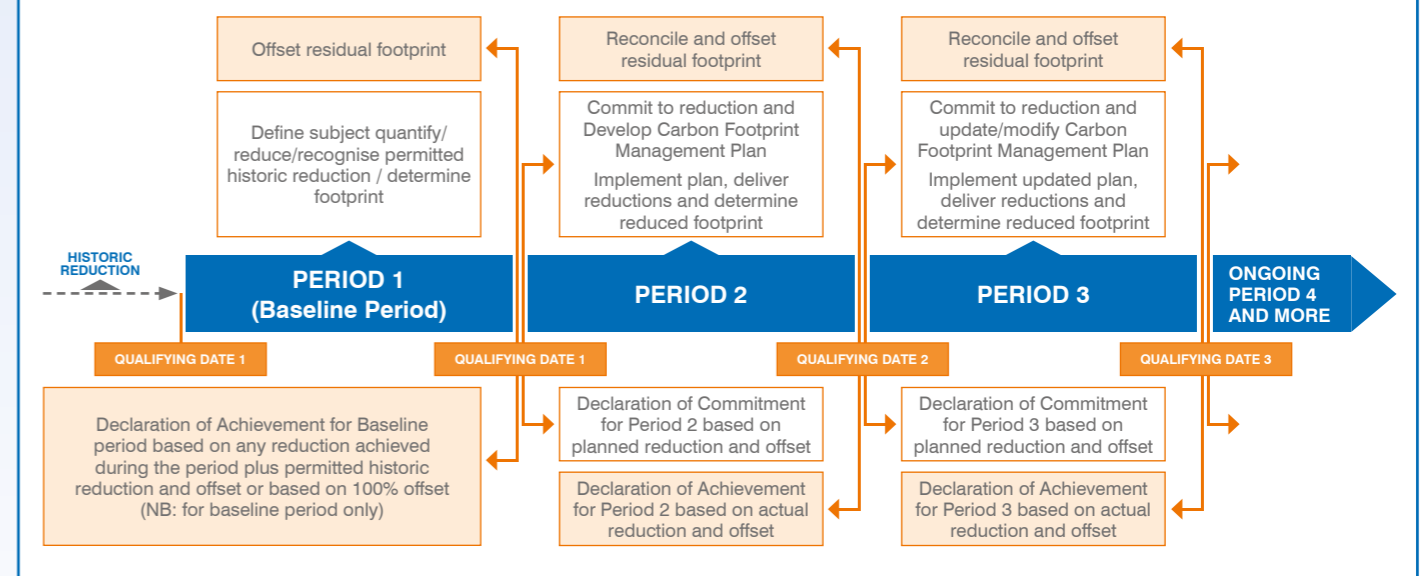 Offset residual footprint
Reconcile and offset
residual footprint
Reconcile and offset
residual footprint
Define subject quantify/
reduce/recognise permitted
historic reduction / determine
footprint
Commit to reduction and
Develop Carbon Footprint
Management Plan
Implement plan, deliver
reductions and determine
reduced footprint
Commit to reduction and
update/modify Carbon
Footprint Management Plan
Implement updated plan,
deliver reductions and
determine reduced footprint
HISTORIC
REDUCTION
PERIOD 1
(Baseline Period)
PERIOD 2
PERIOD 3
ONGOING
PERIOD 4
AND MORE
QUALIFYING DATE 1
QUALIFYING DATE 1
QUALIFYING DATE 2
QUALIFYING DATE 3
Declaration of Achievement for Baseline
period based on any reduction achieved
during the period plus permitted historic
reduction and offset or based on 100% offset
(NB: for baseline period only)
Declaration of Commitment
for Period 2 based on
planned reduction and offset
Declaration of Commitment
for Period 3 based on
planned reduction and offset
Declaration of Achievement
for Period 2 based on actual
reduction and offset
Declaration of Achievement
for Period 3 based on actual
reduction and offset